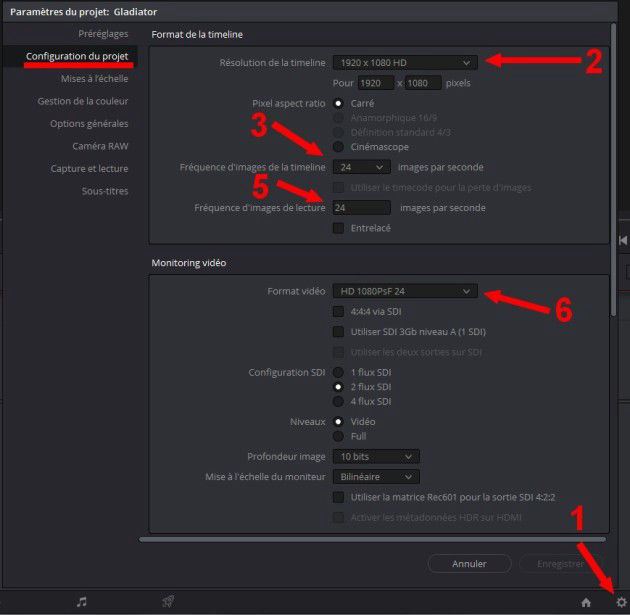 Paramètres du projet: Gladiator
Préréglages
Configuration du projet
Mises à l'échelle
Gestion de la couleur
Options générales
Caméra RAW
Capture et lecture
Sous-titres
Format de la timeline
Résolution de la timeline 1920 x 1080 HD 2
Pour 1920 x 1080 pixels
Pixel aspect ratio Carré
Anamorphique 16/9
Définition standard 4/3
Cinémascope
3
Fréquence d'images de la timeline 24 images par seconde
Utiliser le timecode pour la perte d'images
5
Fréquence d'images de lecture 24 images par seconde
Entrelacé
Monitoring vidéo
Format vidéo HD 1080PsF 24
6
4:4:4 via SDI
Utiliser SDI 3Gb niveau A (1 SDI)
Utiliser les deux sorties sur SDI
Configuration SDI 1 flux SDI
2 flux SDI
4 flux SDI
Niveaux Vidéo
Full
Profondeur image 10 bits
Mise à l'échelle du moniteur Bilinéaire
Utiliser la matrice Rec601 pour la sortie SDI 4:2:2
Activer les métadonnées HDR sur HDMI
1
Annuler Enregistrer